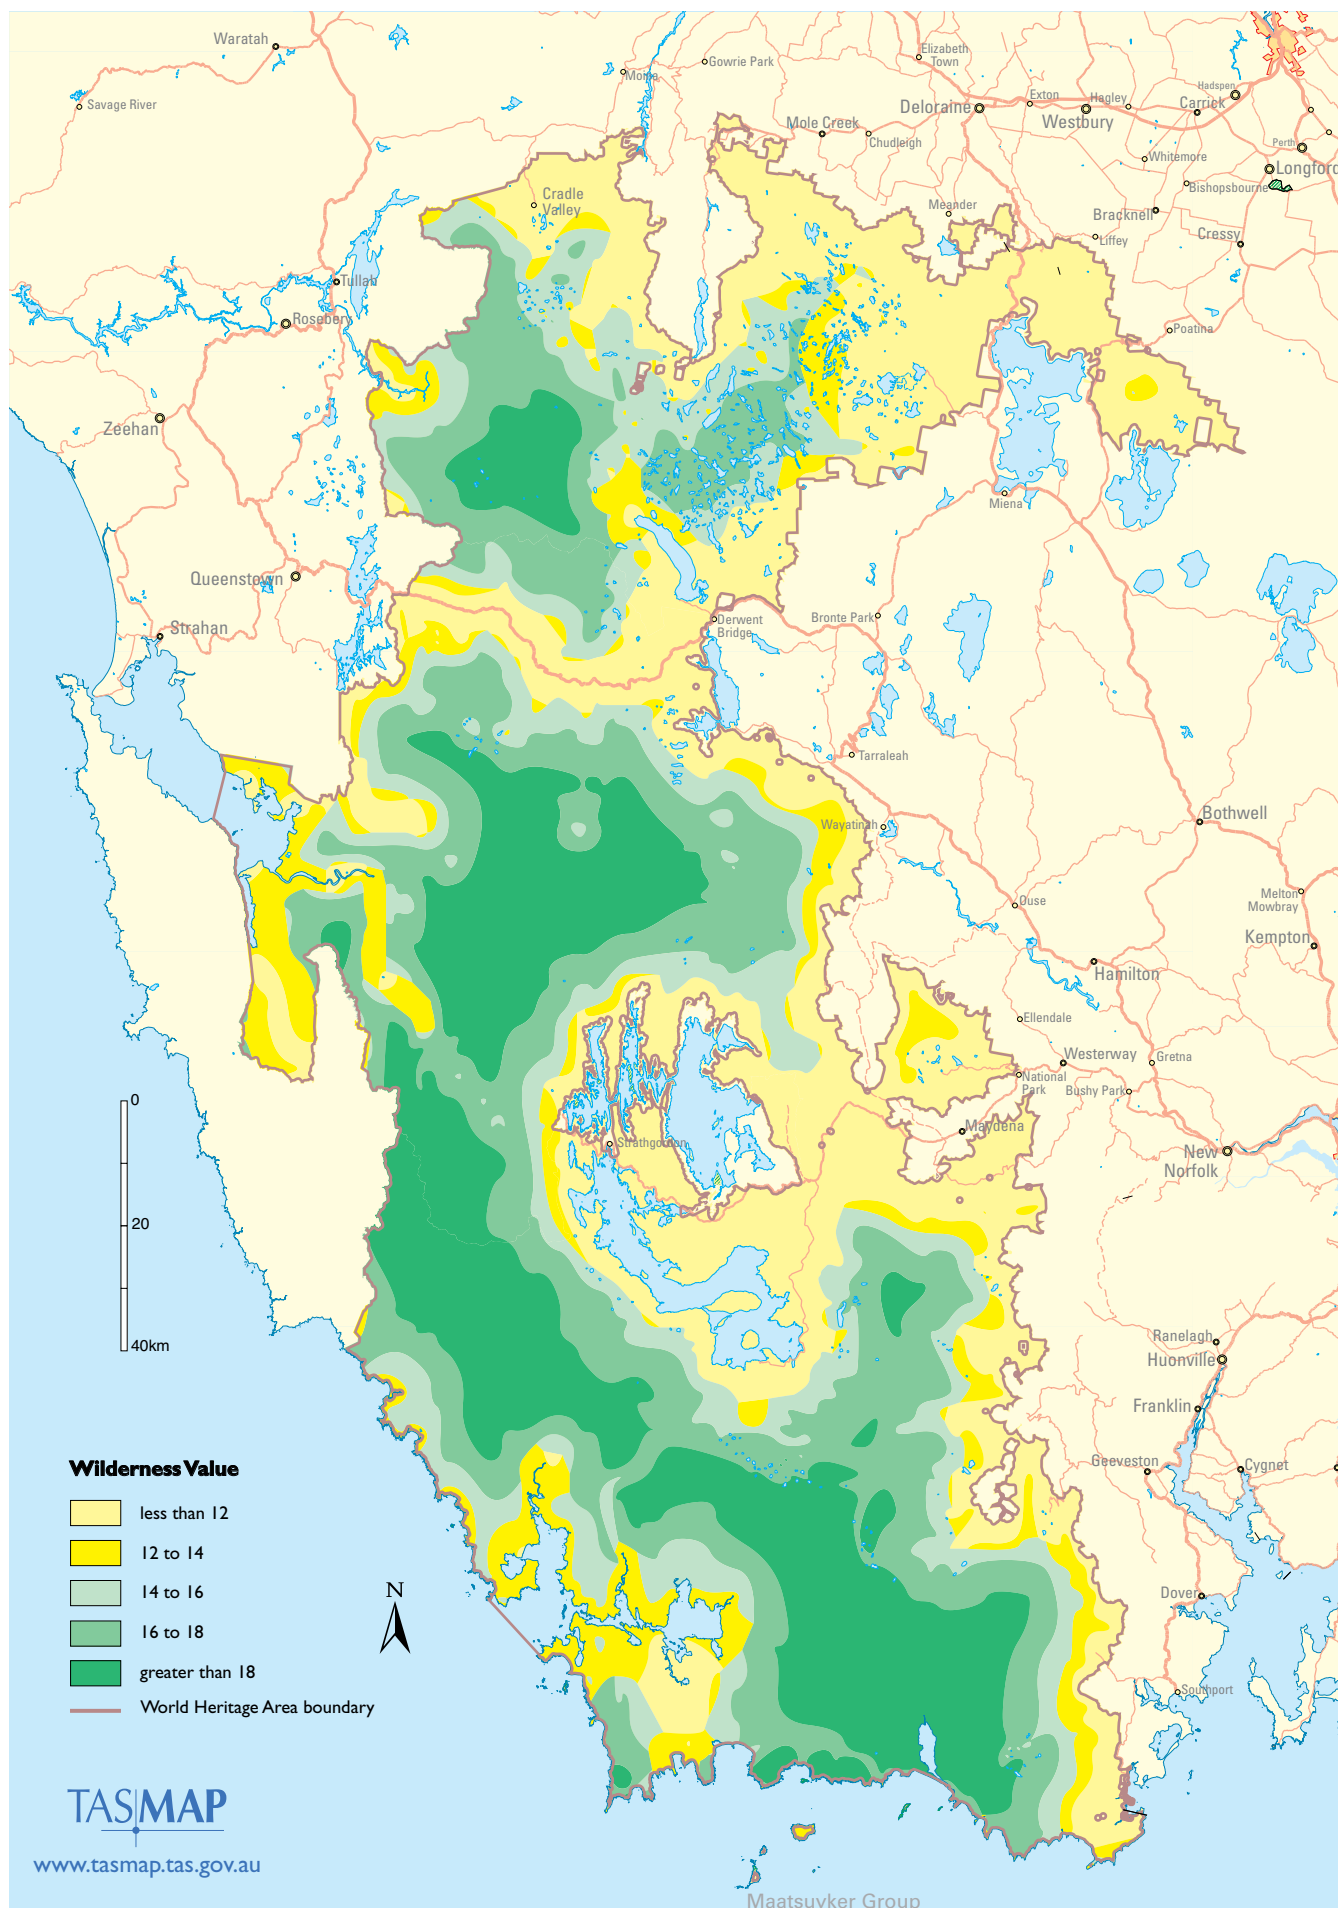 Waratah
Savage River
Moina
Gowrie Park
Elizabeth
Town
Deloraine
Exton
Hagley
Westbury
Hadspen
Carrick
Mole Creek
Chudleigh
Perth
Longford
Whitemore
Bishopsbourne
Cradle
Valley
Meander
Bracknell
Liffey
Cressy
Tullah
Rosebery
Poatina
Zeehan
Miena
Queenstown
Strahan
Derwent
Bridge
Bronte Park
Tarraleah
Wayatinah
Bothwell
Ouse
Melton
Mowbray
Kempton
Hamilton
Ellendale
Westerway
Gretna
National
Park
Bushy Park
Strathgordon
Maydena
New
Norfolk
0
20
40km
Ranelagh
Huonville
Franklin
Geeveston
Cygnet
Dover
Southport
Wilderness Value
less than 12
12 to 14
14 to 16
16 to 18
greater than 18
World Heritage Area boundary
N
TASMAP
www.tasmap.tas.gov.au
Maatsuyker Group